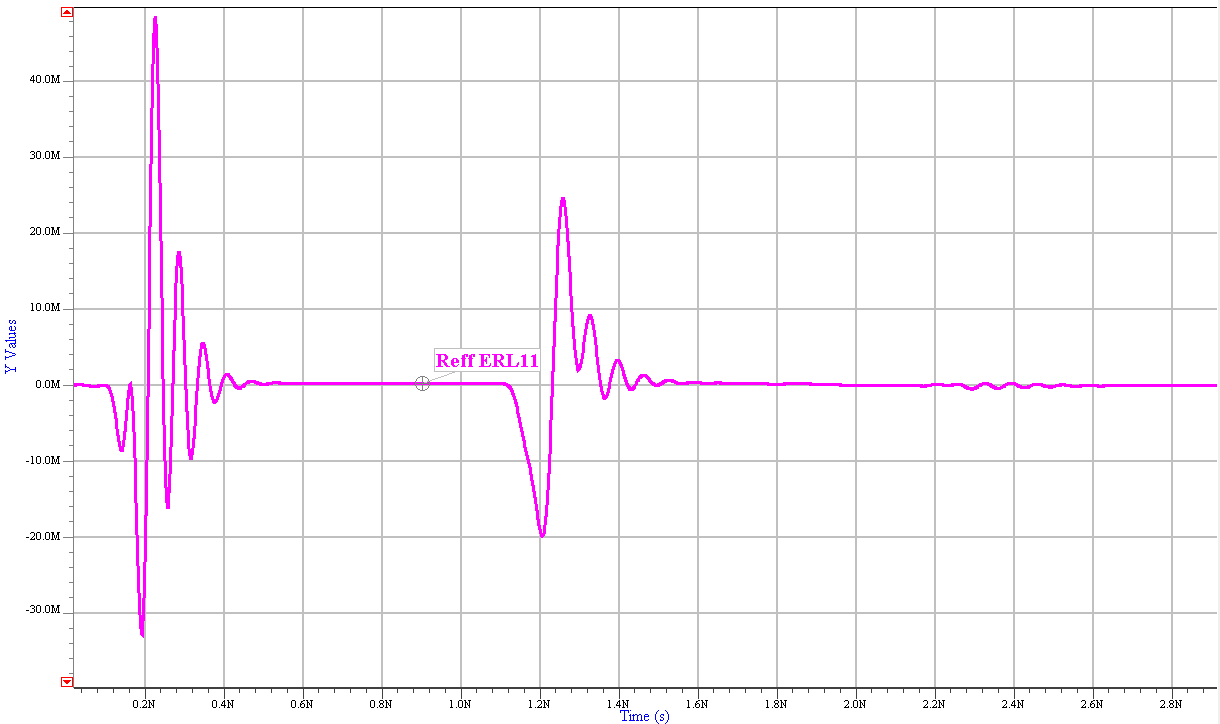 40.0M
30.0M
20.0M
10.0M
0.0M
-10.0M
-20.0M
-30.0M
Y Values
Reff ERL11
0.2N 0.4N 0.6N 0.8N 1.0N 1.2N 1.4N 1.6N 1.8N 2.0N 2.2N 2.4N 2.6N 2.8N
Time (s)